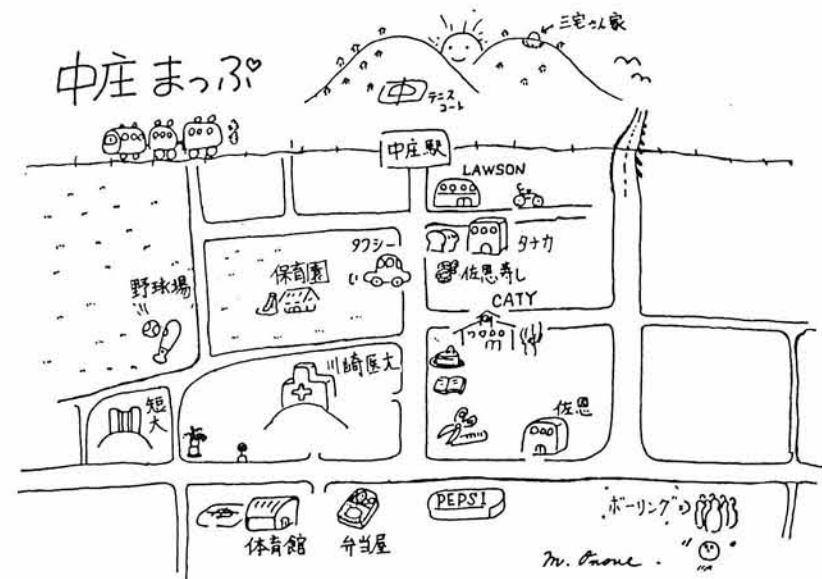 三宅さん家
中庄まっぷ
テニス
コート
中庄駅
LAWSON
タクシー
タナカ
保育園
佐恩寿し
野球場
CATY
川崎医大
短大
佐恩
PEPSI
ボーリング
体育館
弁当屋
M. Onoue.